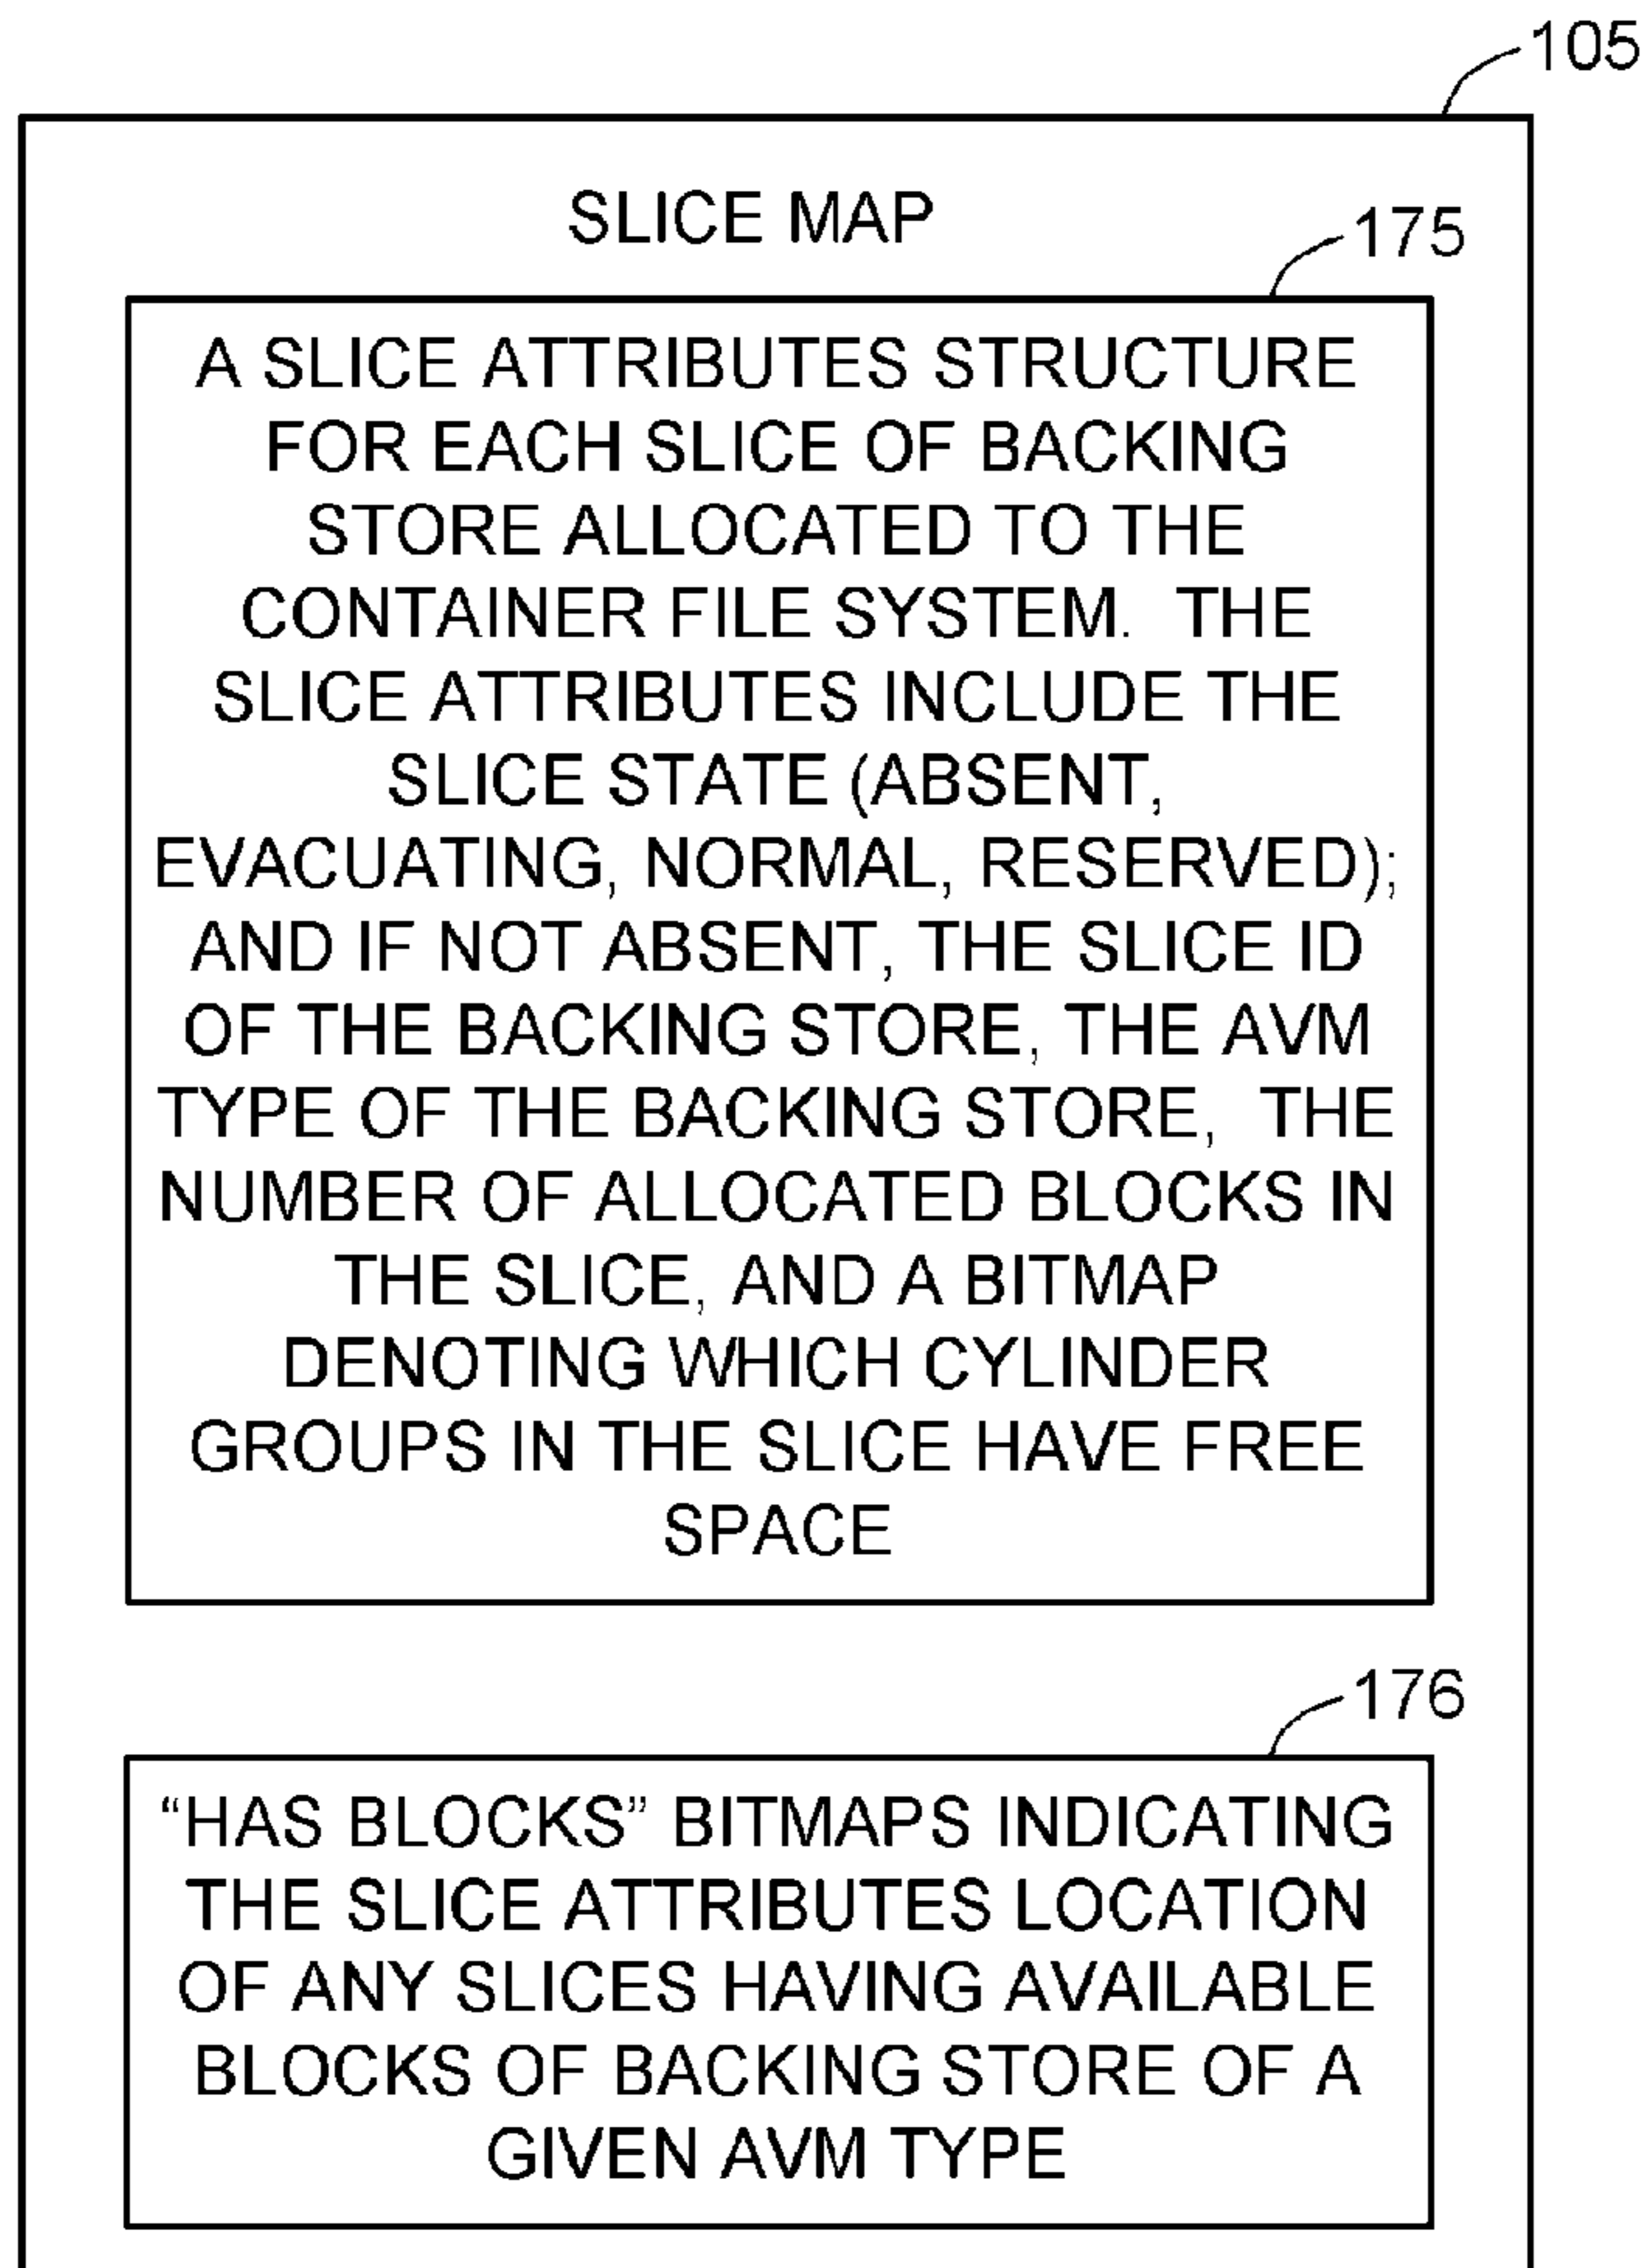 105
SLICE MAP
175
A SLICE ATTRIBUTES STRUCTURE
FOR EACH SLICE OF BACKING
STORE ALLOCATED TO THE
CONTAINER FILE SYSTEM.  THE
SLICE ATTRIBUTES INCLUDE THE
SLICE STATE (ABSENT,
EVACUATING, NORMAL, RESERVED);
AND IF NOT ABSENT, THE SLICE ID
OF THE BACKING STORE, THE AVM
TYPE OF THE BACKING STORE,  THE
NUMBER OF ALLOCATED BLOCKS IN
THE SLICE, AND A BITMAP
DENOTING WHICH CYLINDER
GROUPS IN THE SLICE HAVE FREE
SPACE
176
“HAS BLOCKS” BITMAPS INDICATING
THE SLICE ATTRIBUTES LOCATION
OF ANY SLICES HAVING AVAILABLE
BLOCKS OF BACKING STORE OF A
GIVEN AVM TYPE